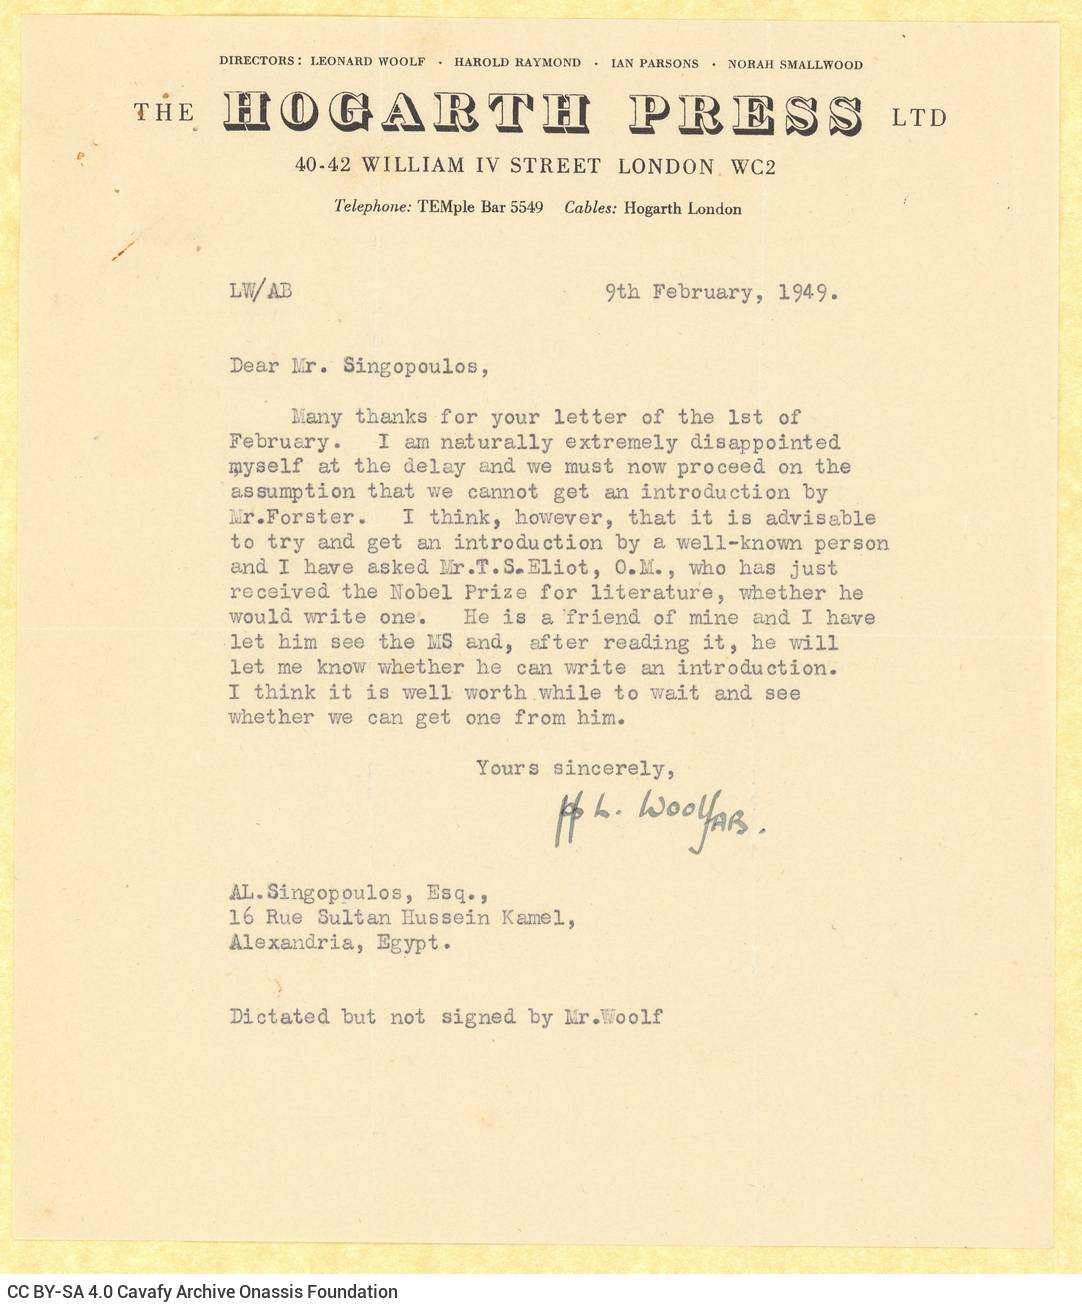 DIRECTORS: LEONARD WOOLF · HAROLD RAYMOND · IAN PARSONS · NORAH SMALLWOOD
THE HOGARTH PRESS LTD
40-42 WILLIAM IV STREET LONDON WC2
Telephone: TEMple Bar 5549 Cables: Hogarth London
LW/AB 9th February, 1949.
Dear Mr. Singopoulos,
Many thanks for your letter of the 1st of
February. I am naturally extremely disappointed
myself at the delay and we must now proceed on the
assumption that we cannot get an introduction by
Mr.Forster. I think, however, that it is advisable
to try and get an introduction by a well-known person
and I have asked Mr.T.S.Eliot, O.M., who has just
received the Nobel Prize for literature, whether he
would write one. He is a friend of mine and I have
let him see the MS and, after reading it, he will
let me know whether he can write an introduction.
I think it is well worth while to wait and see
whether we can get one from him.
Yours sincerely,
pp L. Woolf AB.
AL.Singopoulos, Esq.,
16 Rue Sultan Hussein Kamel,
Alexandria, Egypt.
Dictated but not signed by Mr.Woolf
CC BY-SA 4.0 Cavafy Archive Onassis Foundation